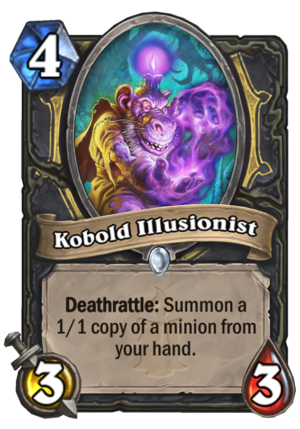 4
Kobold Illusionist
Deathrattle: Summon a
1/1 copy of a minion from
your hand.
3
3